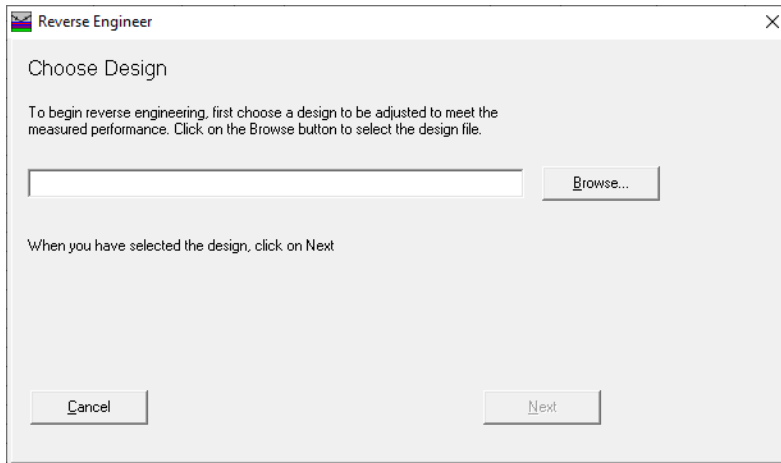 Reverse Engineer
Choose Design
To begin reverse engineering, first choose a design to be adjusted to meet the
measured performance. Click on the Browse button to select the design file.
Browse...
When you have selected the design, click on Next
Cancel
Next